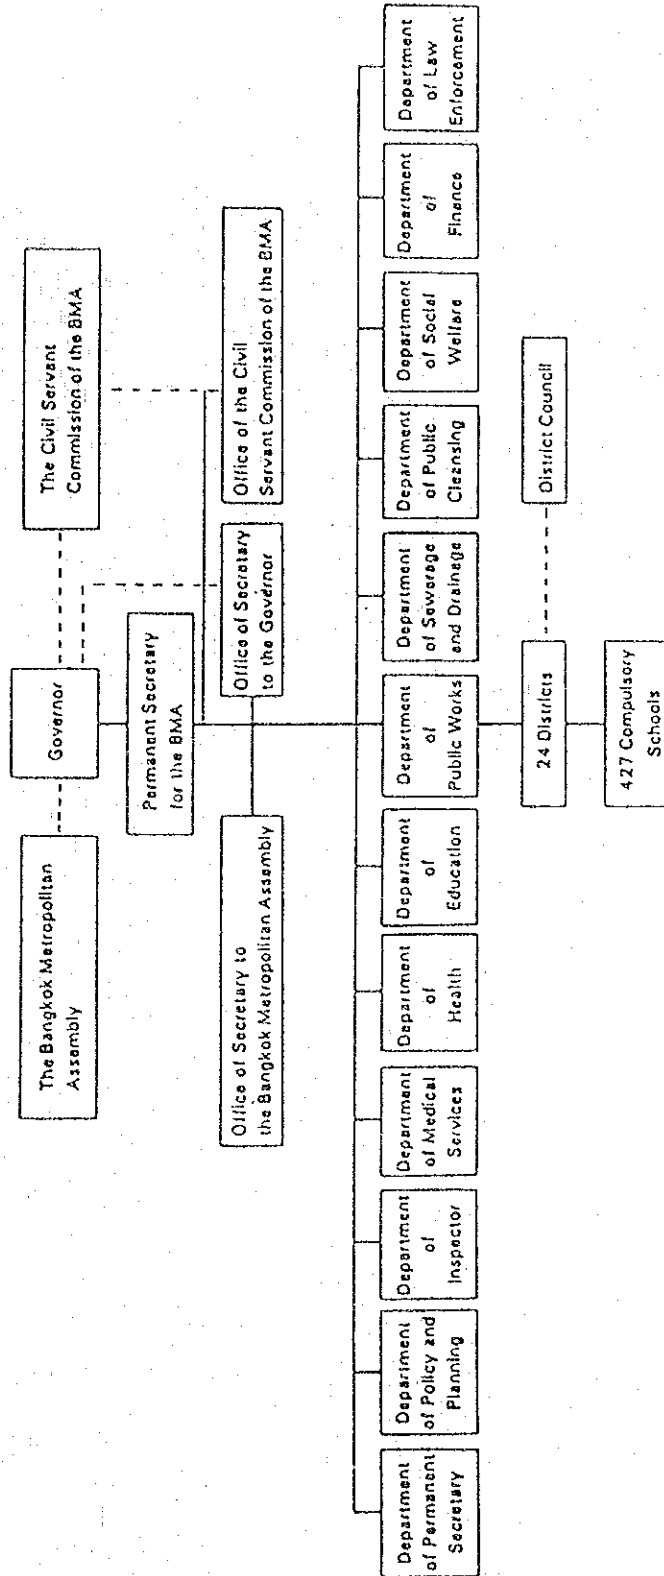 The Bangkok Metropolitan
Assembly
Governor
The Civil Servant
Commission of the BMA
Permanant Secretary
for the BMA
Office of Secretary to
the Bangkok Metropolitan Assembly
Office of Secretary
to the Governor
Office of the Civil
Servant Commission of the BMA
Department
of Permanent
Secretary
Department
of Policy and
Planning
Department
of
Inspector
Department
of Medical
Services
Department
of
Health
Department
of
Education
Department
of
Public Works
Department
of Sewerage
and Drainage
Department
of Public
Cleansing
Department
of Social
Welfare
Department
of
Finance
Department
of Law
Enforcement
24 Districts
District Council
427 Compulsory
Schools